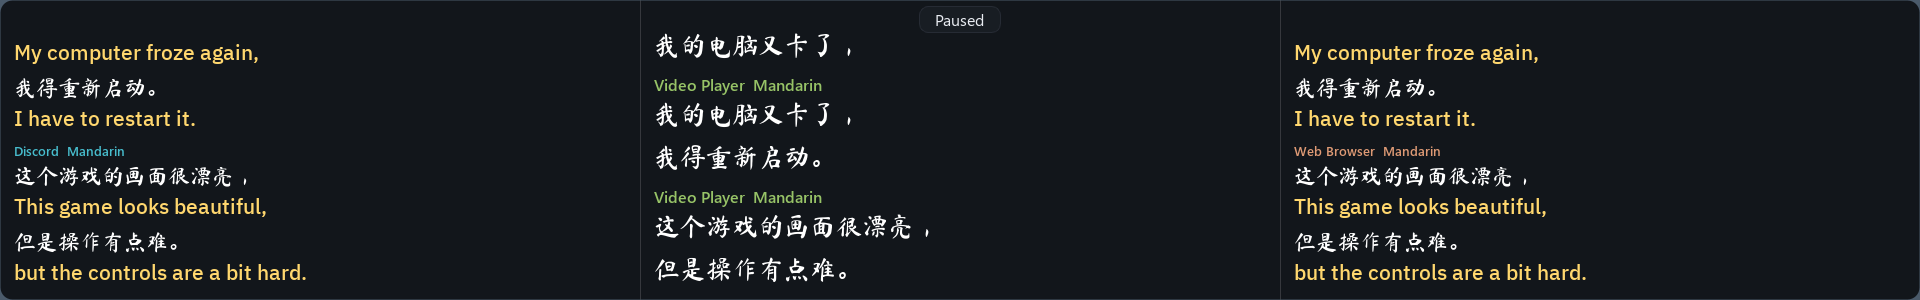 My computer froze again,
我得重新启动。
I have to restart it.
Discord Mandarin
这个游戏的画面很漂亮，
This game looks beautiful,
但是操作有点难。
but the controls are a bit hard.
Paused
我的电脑又卡了，
Video Player Mandarin
我的电脑又卡了，
我得重新启动。
Video Player Mandarin
这个游戏的画面很漂亮，
但是操作有点难。
My computer froze again,
我得重新启动。
I have to restart it.
Web Browser Mandarin
这个游戏的画面很漂亮，
This game looks beautiful,
但是操作有点难。
but the controls are a bit hard.